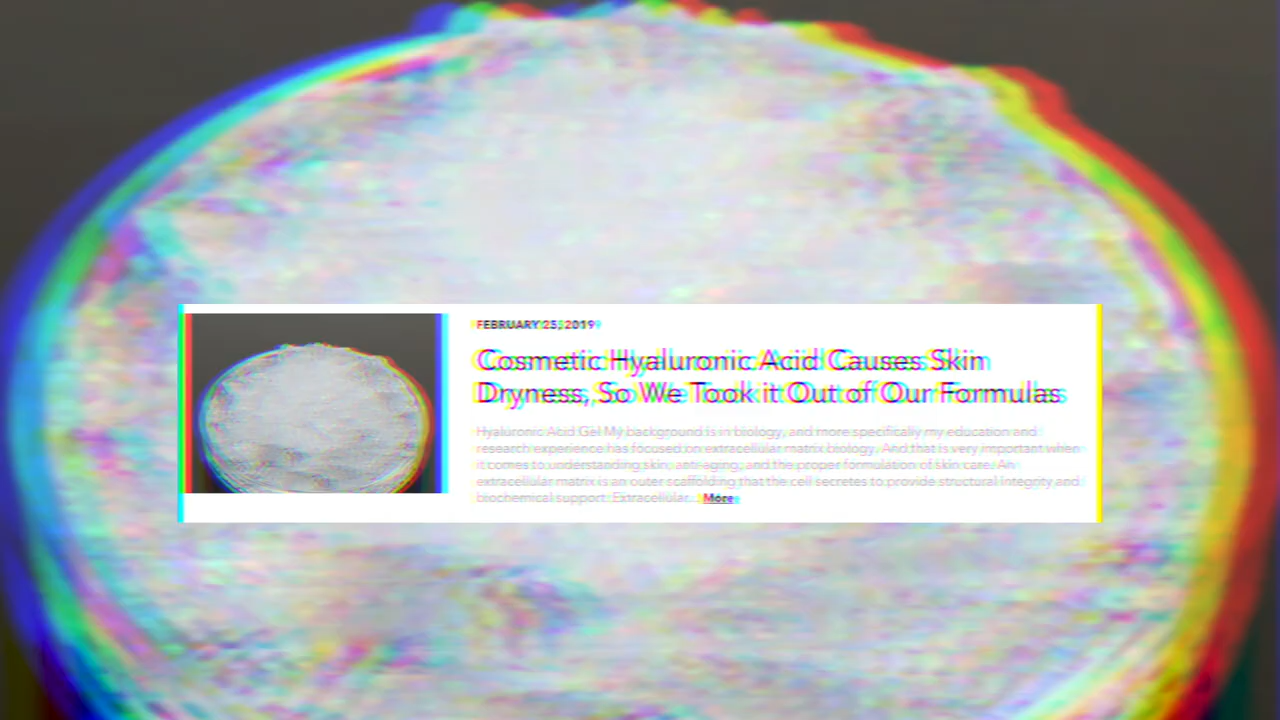 FEBRUARY 25, 2019
Cosmetic Hyaluronic Acid Causes Skin
Dryness, So We Took it Out of Our Formulas
Hyaluronic Acid Gel My background is in biology, and more specifically my education and
research experience has focused on extracellular matrix biology. And that is very important when
it comes to understanding skin, anti-aging, and the proper formulation of skin care. An
extracellular matrix is an outer scaffolding that the cell secretes to provide structural integrity and
biochemical support. Extracellular... More